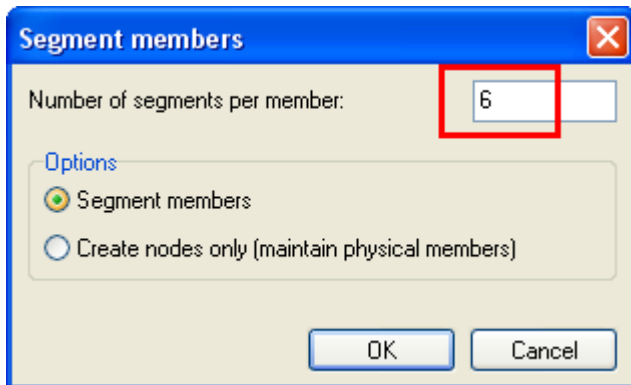 Segment members
Number of segments per member: 6
Options
Segment members
Create nodes only (maintain physical members)
OK Cancel